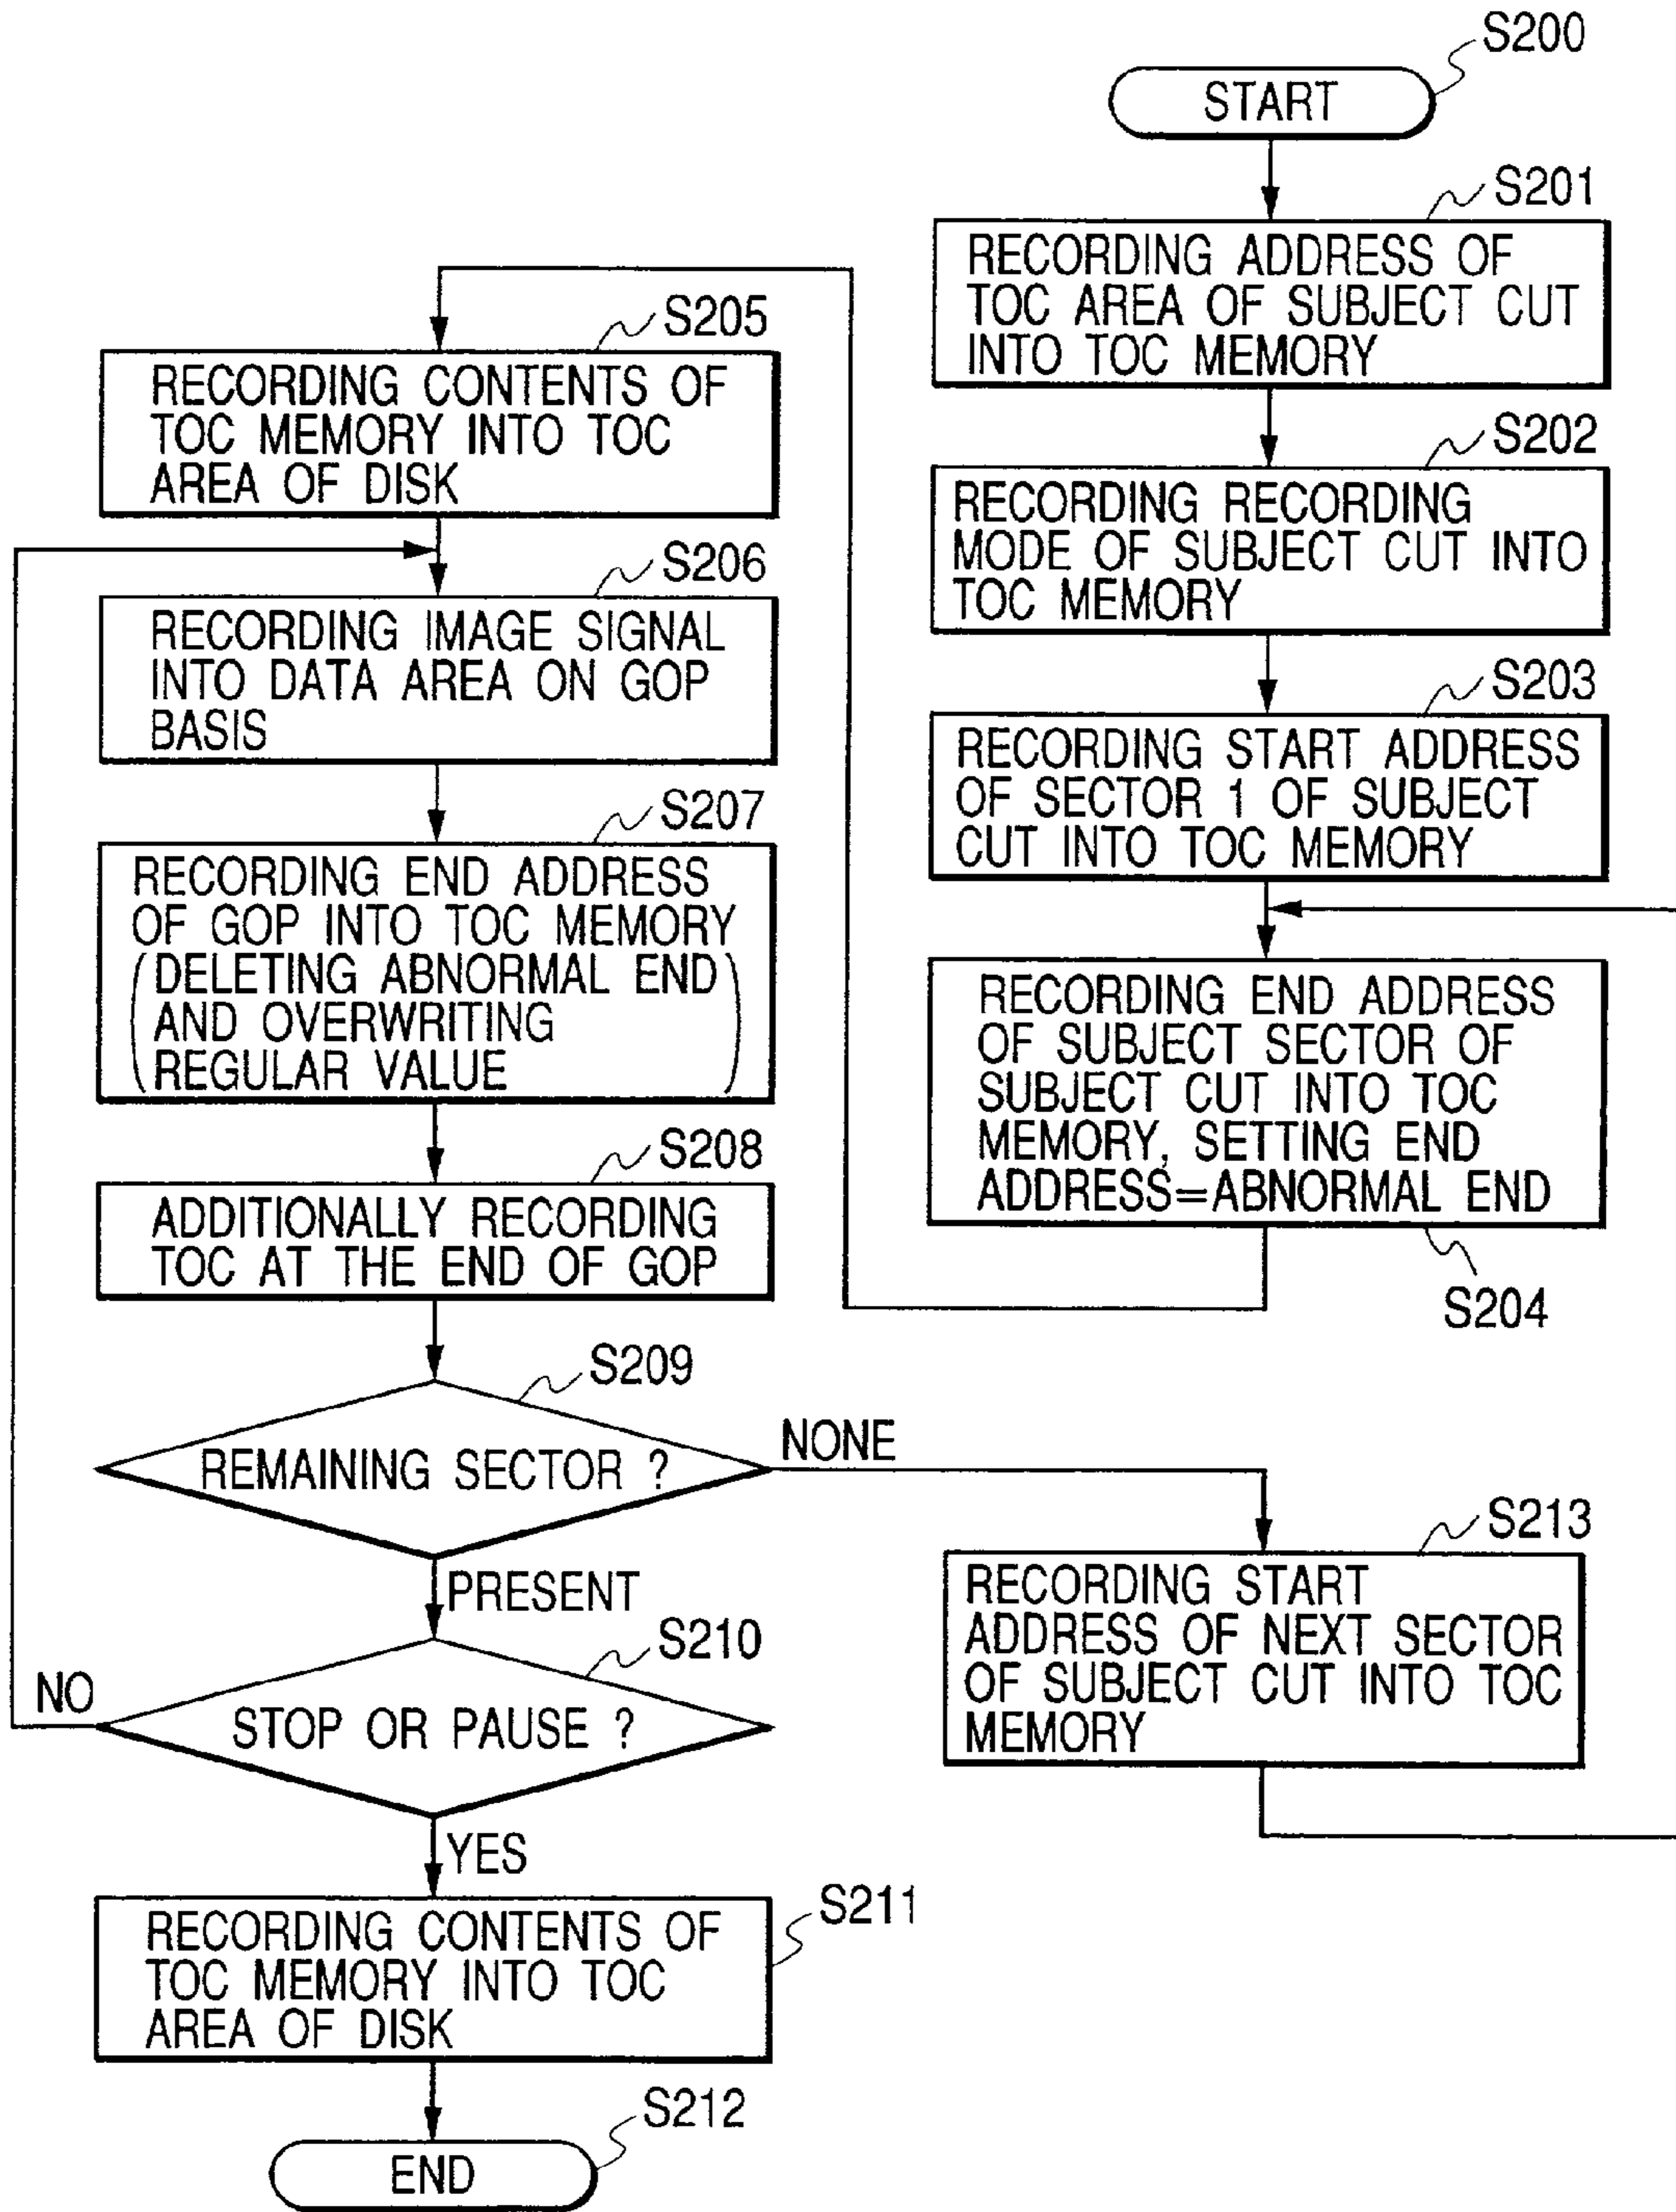 S200
START
S201
RECORDING ADDRESS OF
TOC AREA OF SUBJECT CUT
INTO TOC MEMORY
S202
RECORDING RECORDING
MODE OF SUBJECT CUT INTO
TOC MEMORY
S203
RECORDING START ADDRESS
OF SECTOR 1 OF SUBJECT
CUT INTO TOC MEMORY
RECORDING END ADDRESS
OF SUBJECT SECTOR OF
SUBJECT CUT INTO TOC
MEMORY, SETTING END
ADDRESS=ABNORMAL END
S204
S205
RECORDING CONTENTS OF
TOC MEMORY INTO TOC
AREA OF DISK
S206
RECORDING IMAGE SIGNAL
INTO DATA AREA ON GOP
BASIS
S207
RECORDING END ADDRESS
OF GOP INTO TOC MEMORY
(DELETING ABNORMAL END
AND OVERWRITING
REGULAR VALUE)
S208
ADDITIONALLY RECORDING
TOC AT THE END OF GOP
S209
REMAINING SECTOR ?
NONE
PRESENT
S210
STOP OR PAUSE ?
NO
YES
S211
RECORDING CONTENTS OF
TOC MEMORY INTO TOC
AREA OF DISK
S212
END
S213
RECORDING START
ADDRESS OF NEXT SECTOR
OF SUBJECT CUT INTO TOC
MEMORY